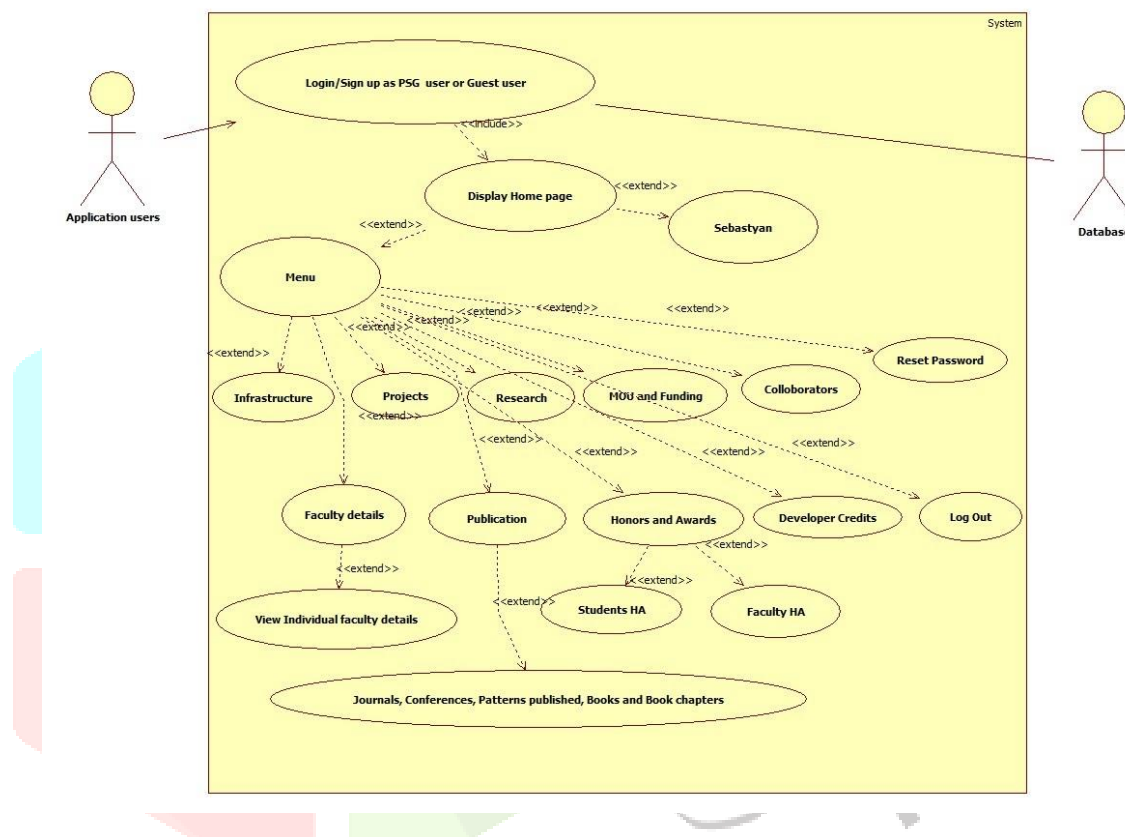 System
Login/Sign up as PSG user or Guest user
<<include>>
Application users
Database
Display Home page
<<extend>>
Sebastyan
<<extend>>
Menu
<<extend>>
<<extend>>
<<extend>>
<<extend>>
<<extend>>
<<extend>>
Reset Password
Infrastructure
Projects
Research
MOU and Funding
Colloborators
<<extend>>
<<extend>>
<<extend>>
<<extend>>
<<extend>>
Faculty details
Publication
Honors and Awards
Developer Credits
Log Out
<<extend>>
<<extend>>
<<extend>>
<<extend>>
View Individual faculty details
Students HA
Faculty HA
Journals, Conferences, Patterns published, Books and Book chapters